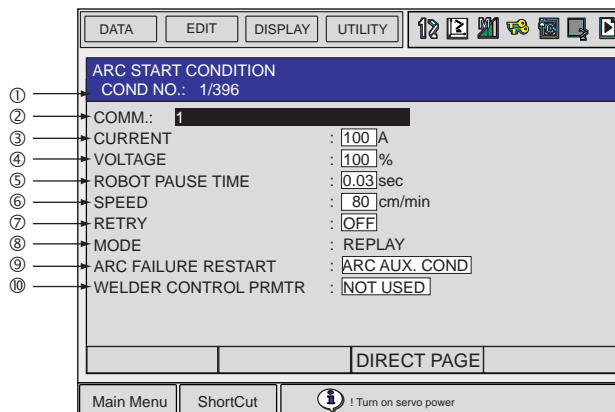 DATA EDIT DISPLAY UTILITY
ARC START CONDITION
① COND NO.: 1/396
② COMM.: 1
③ CURRENT : 100 A
④ VOLTAGE : 100 %
⑤ ROBOT PAUSE TIME : 0.03 sec
⑥ SPEED : 80 cm/min
⑦ RETRY : OFF
⑧ MODE : REPLAY
⑨ ARC FAILURE RESTART : ARC AUX. COND
⑩ WELDER CONTROL PRMTR : NOT USED
DIRECT PAGE
Main Menu ShortCut ! Turn on servo power